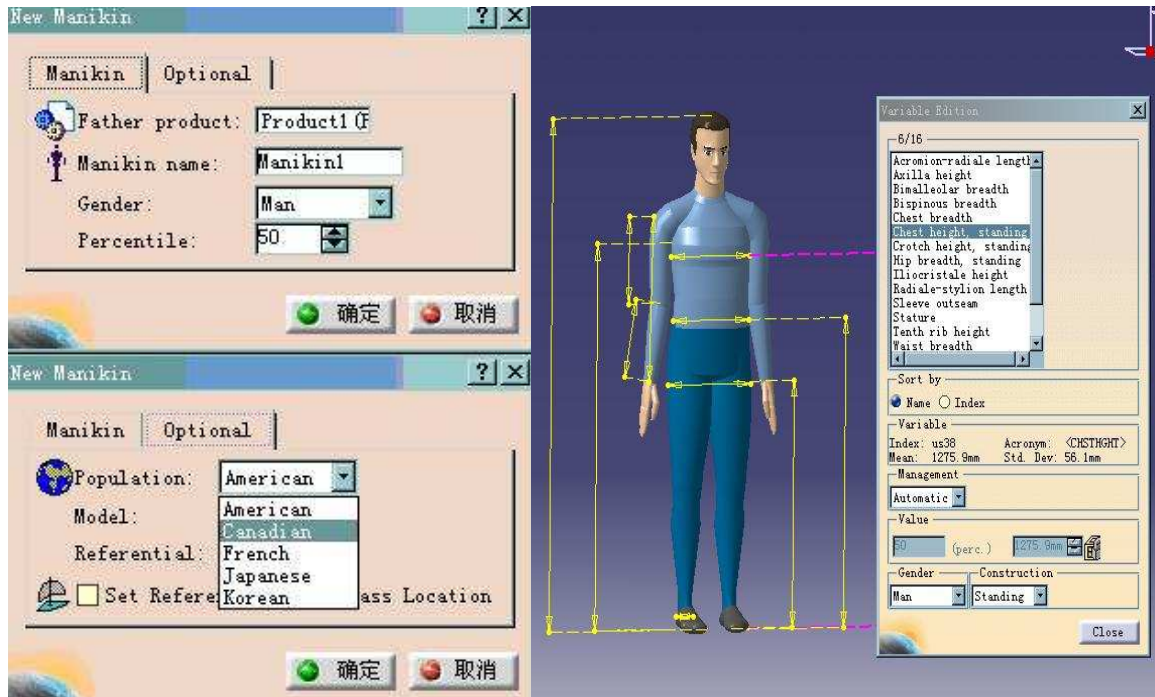 New Manikin
Manikin Optional
Father product: Product1(F
Manikin name: Manikin1
Gender: Man
Percentile: 50
确定 取消
New Manikin
Manikin Optional
Population: American
American
Model: Canadian
Referential: French
Japanese
Set Refere Korean ass Location
确定 取消
Variable Edition
6/16
Acromion-radiale length
Axilla height
Bimalleolar breadth
Bispinous breadth
Chest breadth
Chest height, standing
Crotch height, standing
Hip breadth, standing
Iliocristale height
Radiale-stylion length
Sleeve outseam
Stature
Tenth rib height
Waist breadth
Sort by
Name Index
Variable
Index: us38 Acronym: <CHSTHGHT>
Mean: 1275.9mm Std. Dev: 56.1mm
Management
Automatic
Value
50 (perc.) 1275.9mm
Gender Construction
Man Standing
Close